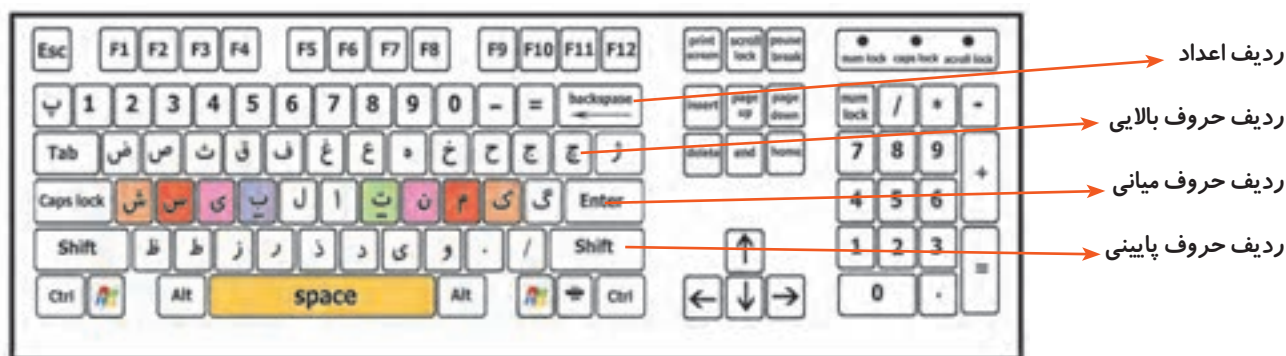 Esc F1 F2 F3 F4 F5 F6 F7 F8 F9 F10 F11 F12 print screen scroll lock pause break num lock caps lock scroll lock
ردیف اعداد
پ 1 2 3 4 5 6 7 8 9 0 - = backspase insert page up page down num lock / * -
ردیف حروف بالایی
Tab ض ص ث ق ف غ ع ه خ ح ج چ ژ delete end home 7 8 9 +
ردیف حروف میانی
Caps lock ش س ی ب ل ا ت ن م ک گ Enter 4 5 6
ردیف حروف پایینی
Shift ظ ط ز ر ذ د ی و . / Shift 1 2 3 =
Ctrl Alt space Alt Ctrl 0 .